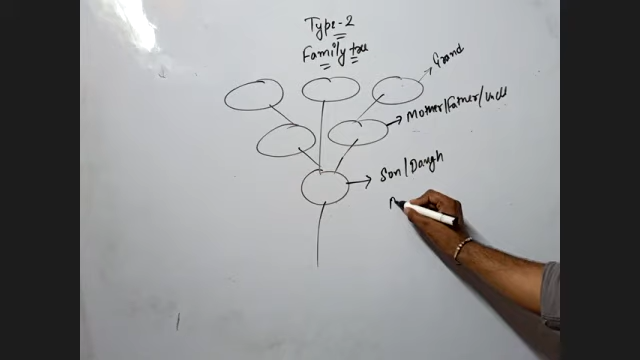 Type-2
Family tree
Grand
Mother/Father/Uncle
Son/Daugh